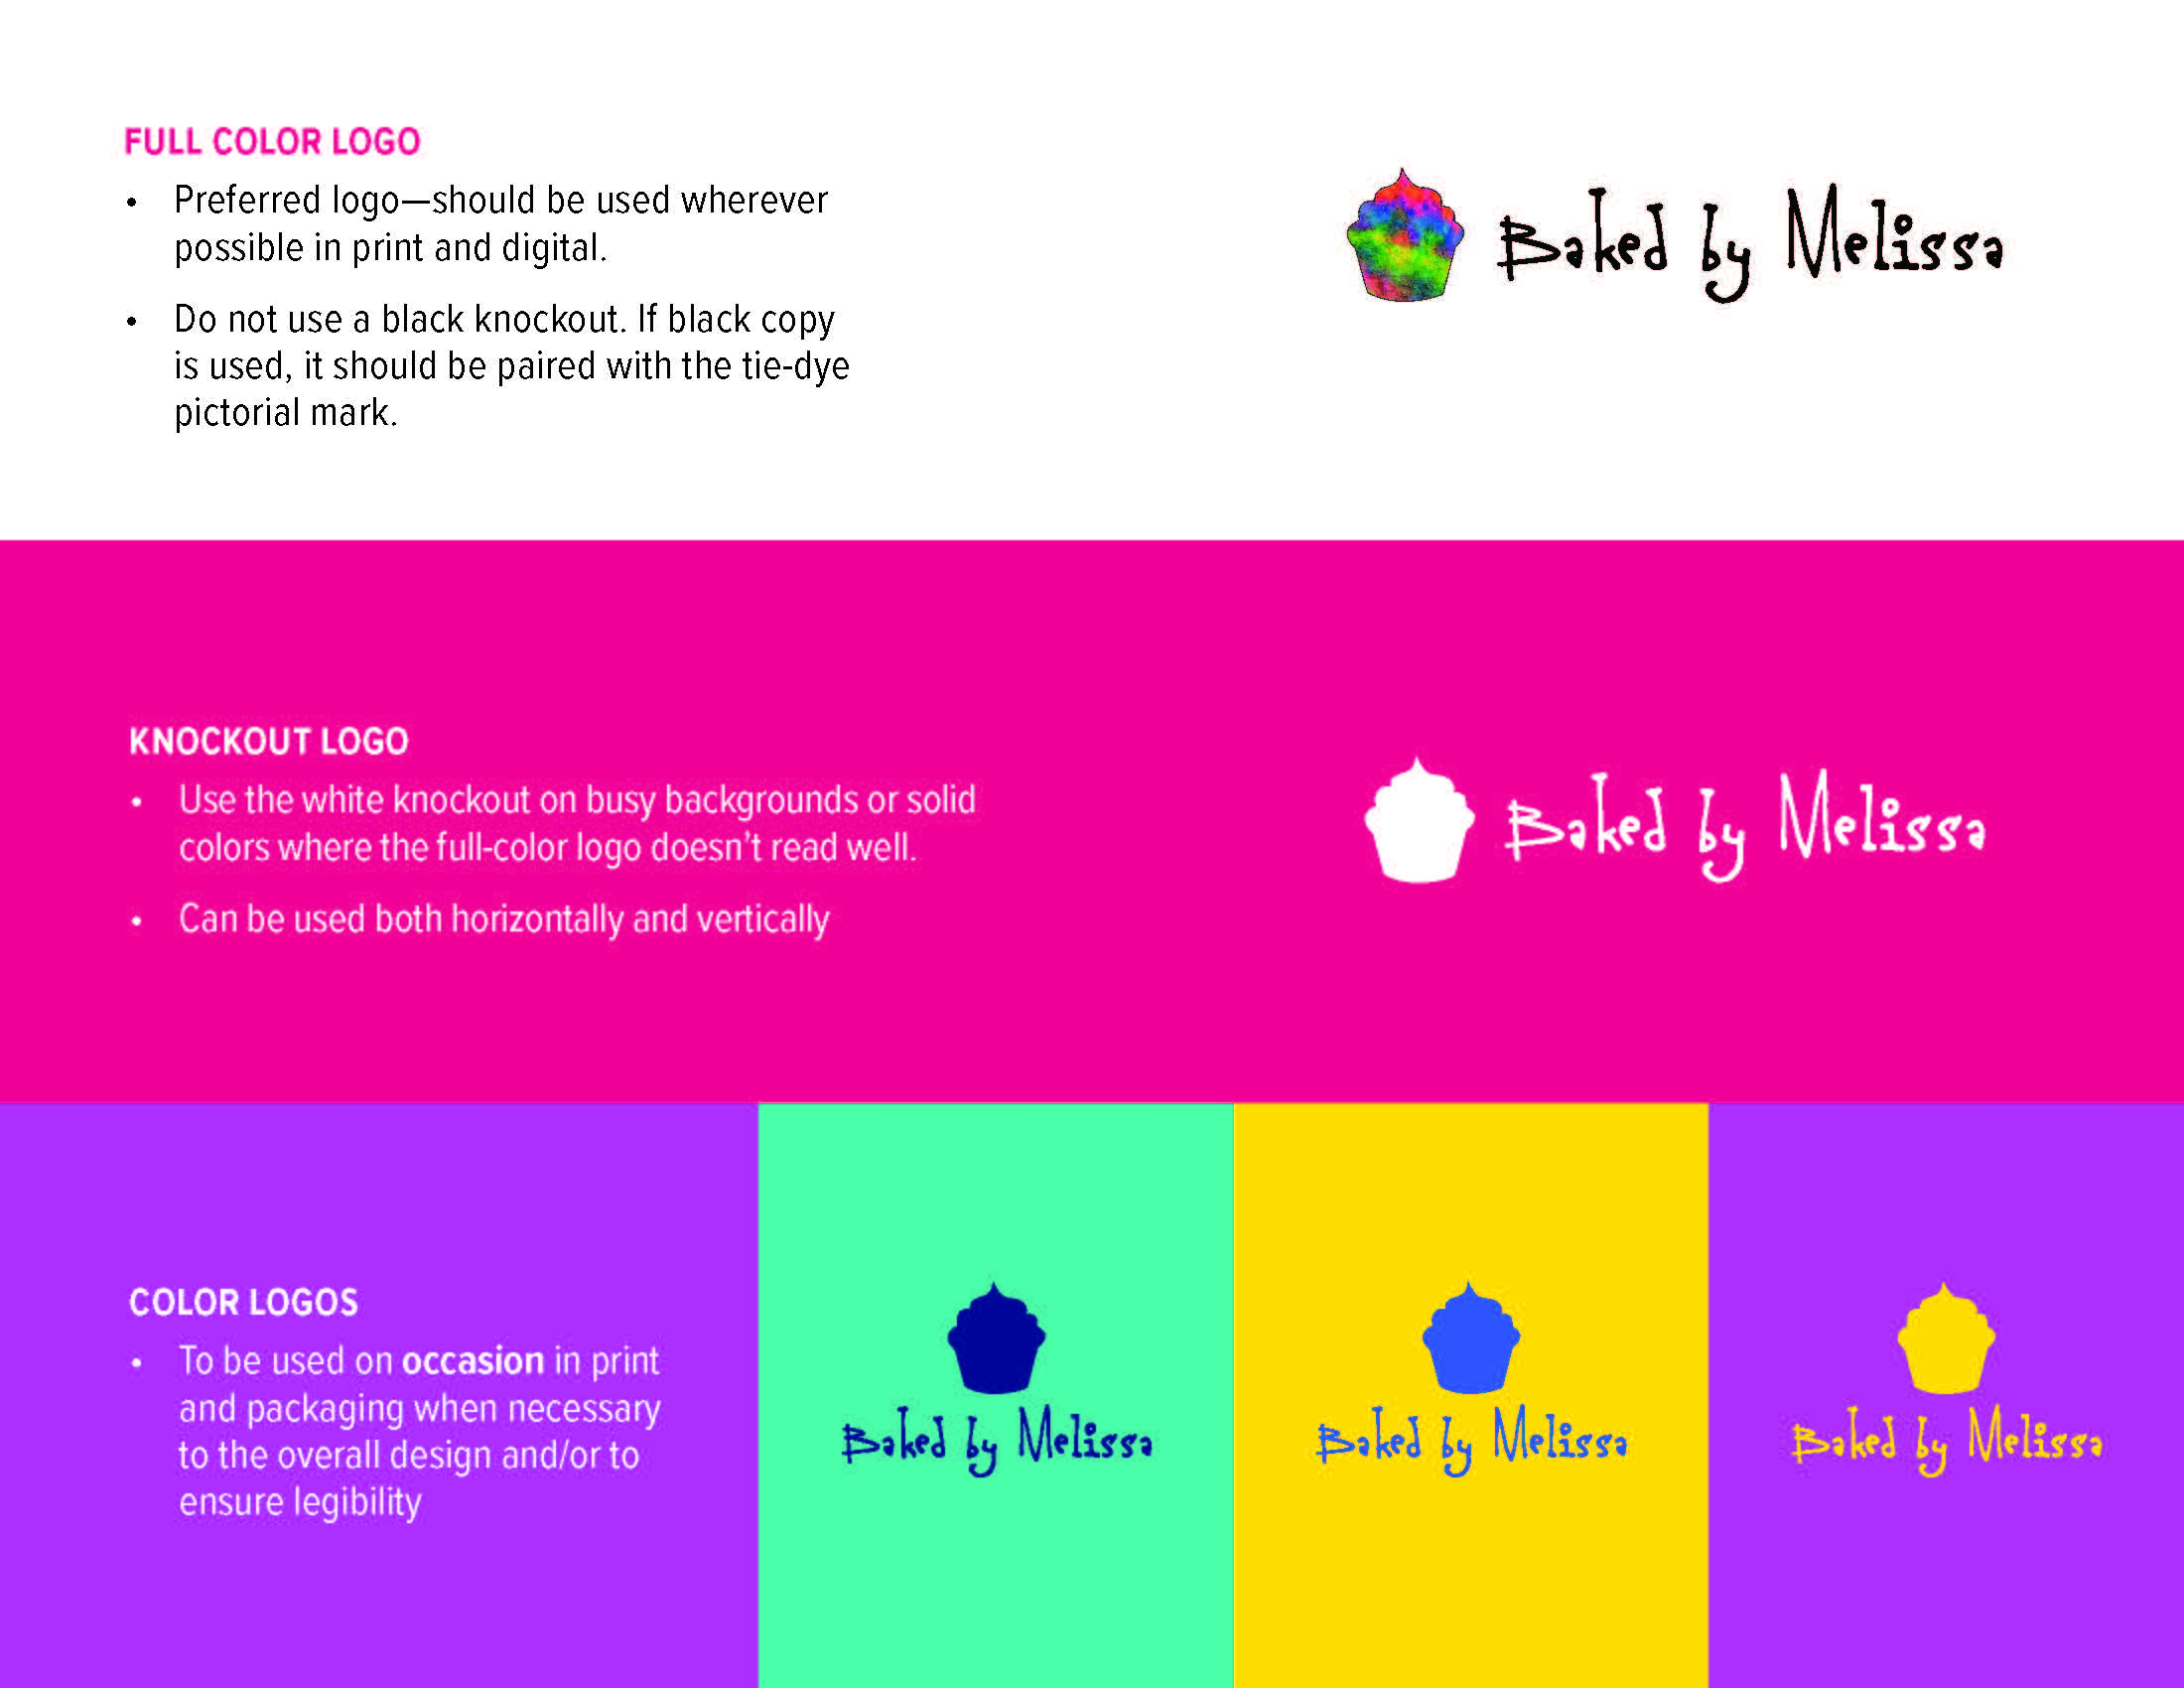 FULL COLOR LOGO
• Preferred logo—should be used wherever
possible in print and digital.
• Do not use a black knockout. If black copy
is used, it should be paired with the tie-dye
pictorial mark.
Baked by Melissa
KNOCKOUT LOGO
• Use the white knockout on busy backgrounds or solid
colors where the full-color logo doesn’t read well.
• Can be used both horizontally and vertically
Baked by Melissa
COLOR LOGOS
• To be used on occasion in print
and packaging when necessary
to the overall design and/or to
ensure legibility
Baked by Melissa
Baked by Melissa
Baked by Melissa